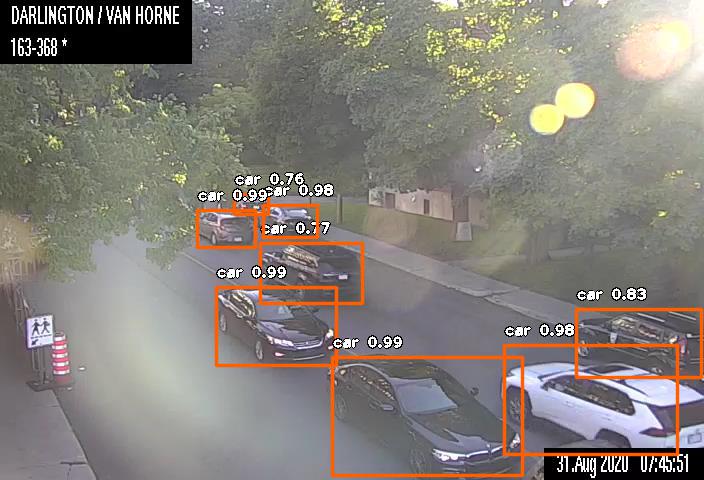 DARLINGTON / VAN HORNE
163-368 *
car 0.76
car 0.99
car 0.98
car 0.77
car 0.99
car 0.83
car 0.98
car 0.99
31.Aug 2020 07:45:51